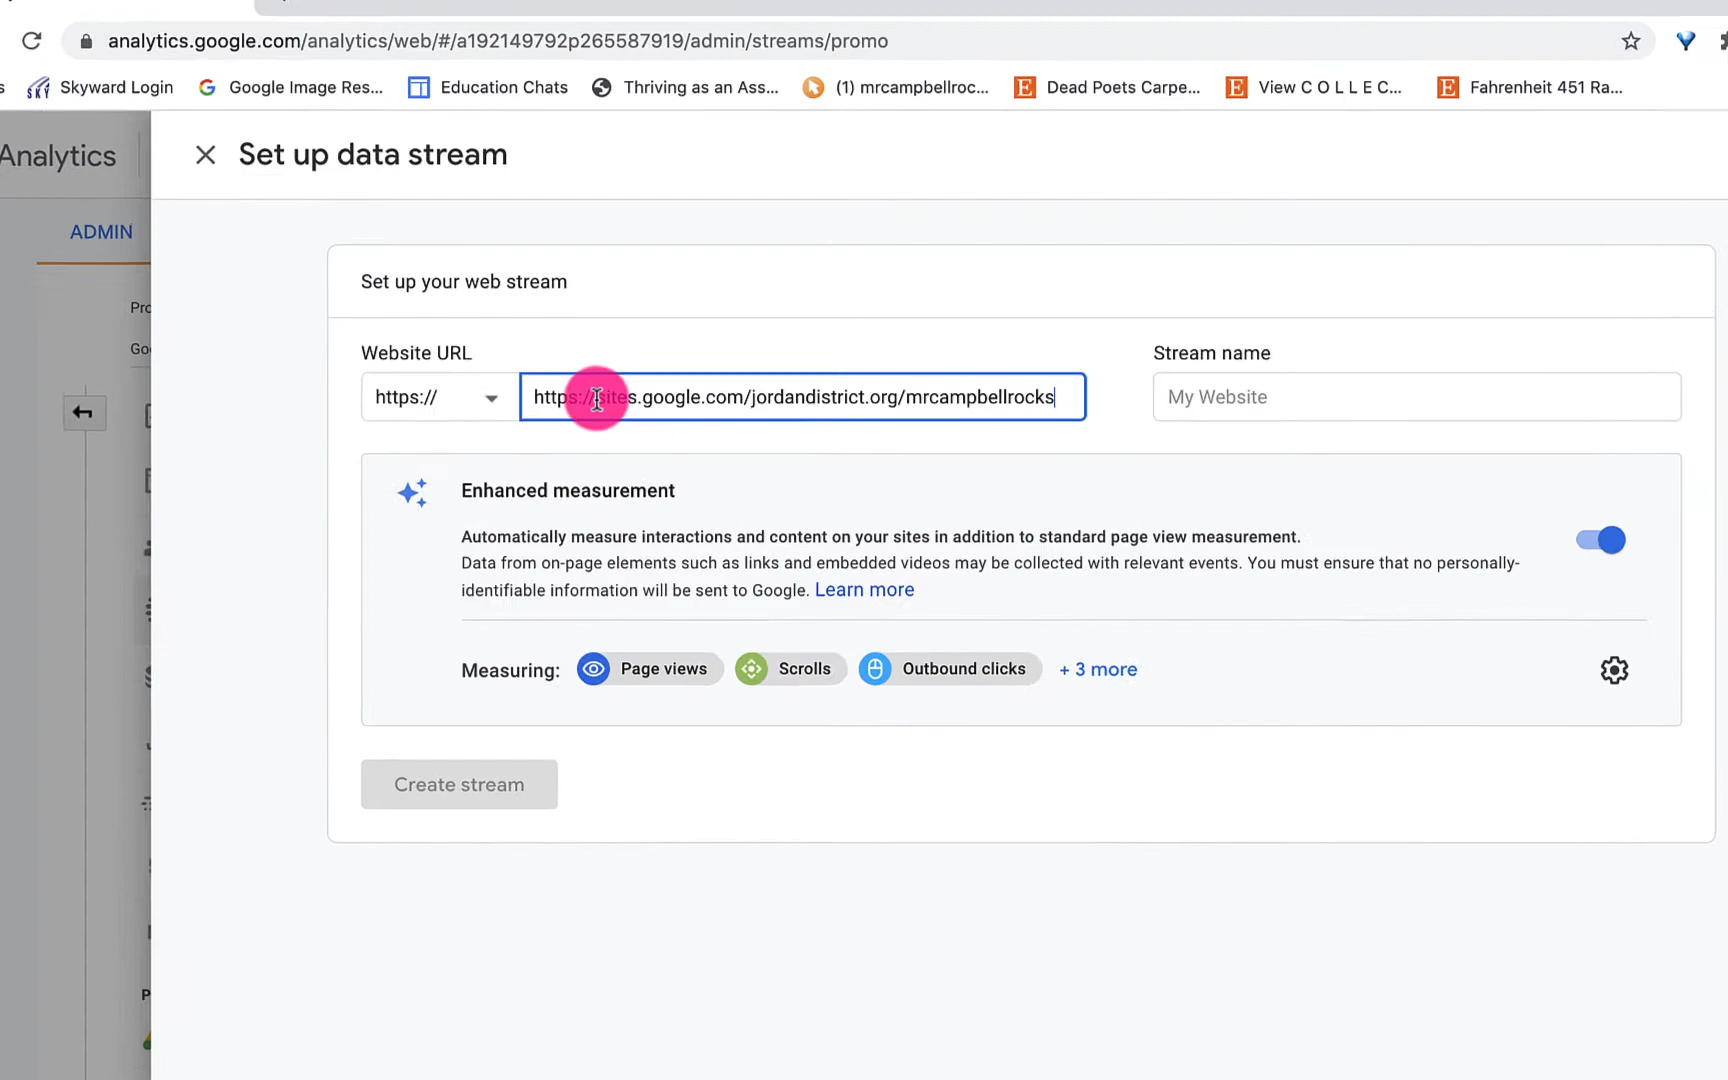 analytics.google.com/analytics/web/#/a192149792p265587919/admin/streams/promo
s Skyward Login Google Image Res... Education Chats Thriving as an Ass... (1) mrcampbellroc... Dead Poets Carpe... View C O L L E C... Fahrenheit 451 Ra...
Analytics
Set up data stream
ADMIN
Set up your web stream
Pro
Website URL
Stream name
Goo
https://
https://sites.google.com/jordandistrict.org/mrcampbellrocks
My Website
Enhanced measurement
Automatically measure interactions and content on your sites in addition to standard page view measurement.
Data from on-page elements such as links and embedded videos may be collected with relevant events. You must ensure that no personally-
identifiable information will be sent to Google. Learn more
Measuring: Page views Scrolls Outbound clicks + 3 more
Create stream
P